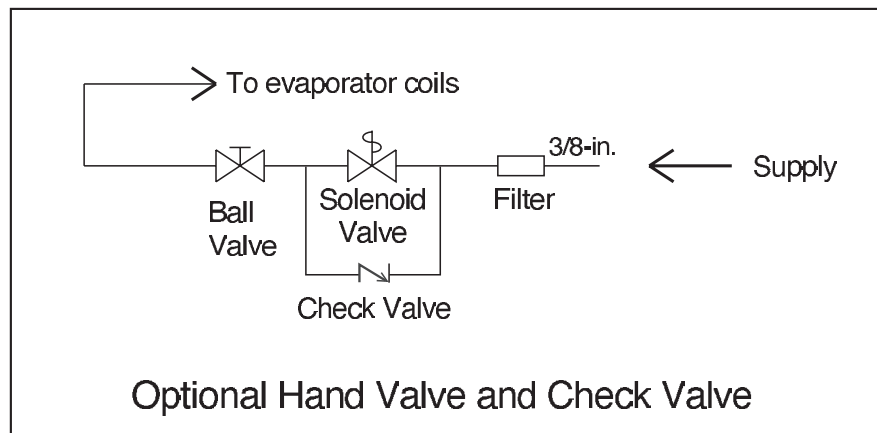 To evaporator coils
3/8-in.
Supply
Ball
Valve
Solenoid
Valve
Filter
Check Valve
Optional Hand Valve and Check Valve